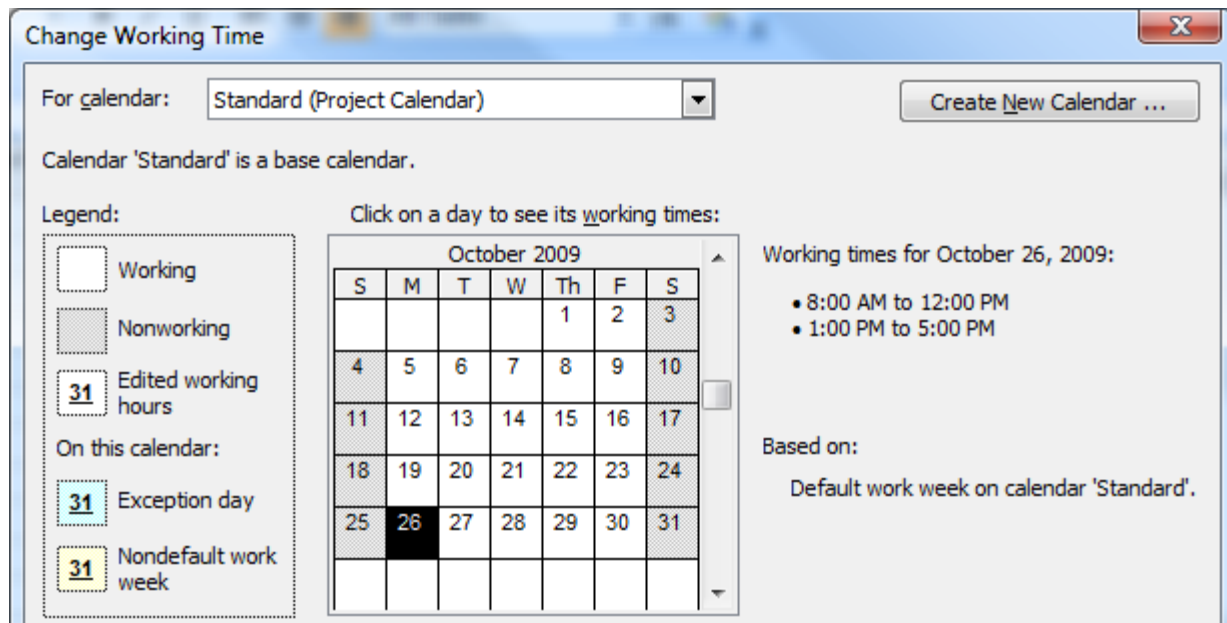 Change Working Time
For calendar: Standard (Project Calendar) Create New Calendar ...
Calendar 'Standard' is a base calendar.
Legend:
Working
Nonworking
31 Edited working
hours
On this calendar:
31 Exception day
31 Nondefault work
week
Click on a day to see its working times:
October 2009
S M T W Th F S
1 2 3
4 5 6 7 8 9 10
11 12 13 14 15 16 17
18 19 20 21 22 23 24
25 26 27 28 29 30 31
Working times for October 26, 2009:
• 8:00 AM to 12:00 PM
• 1:00 PM to 5:00 PM
Based on:
Default work week on calendar 'Standard'.